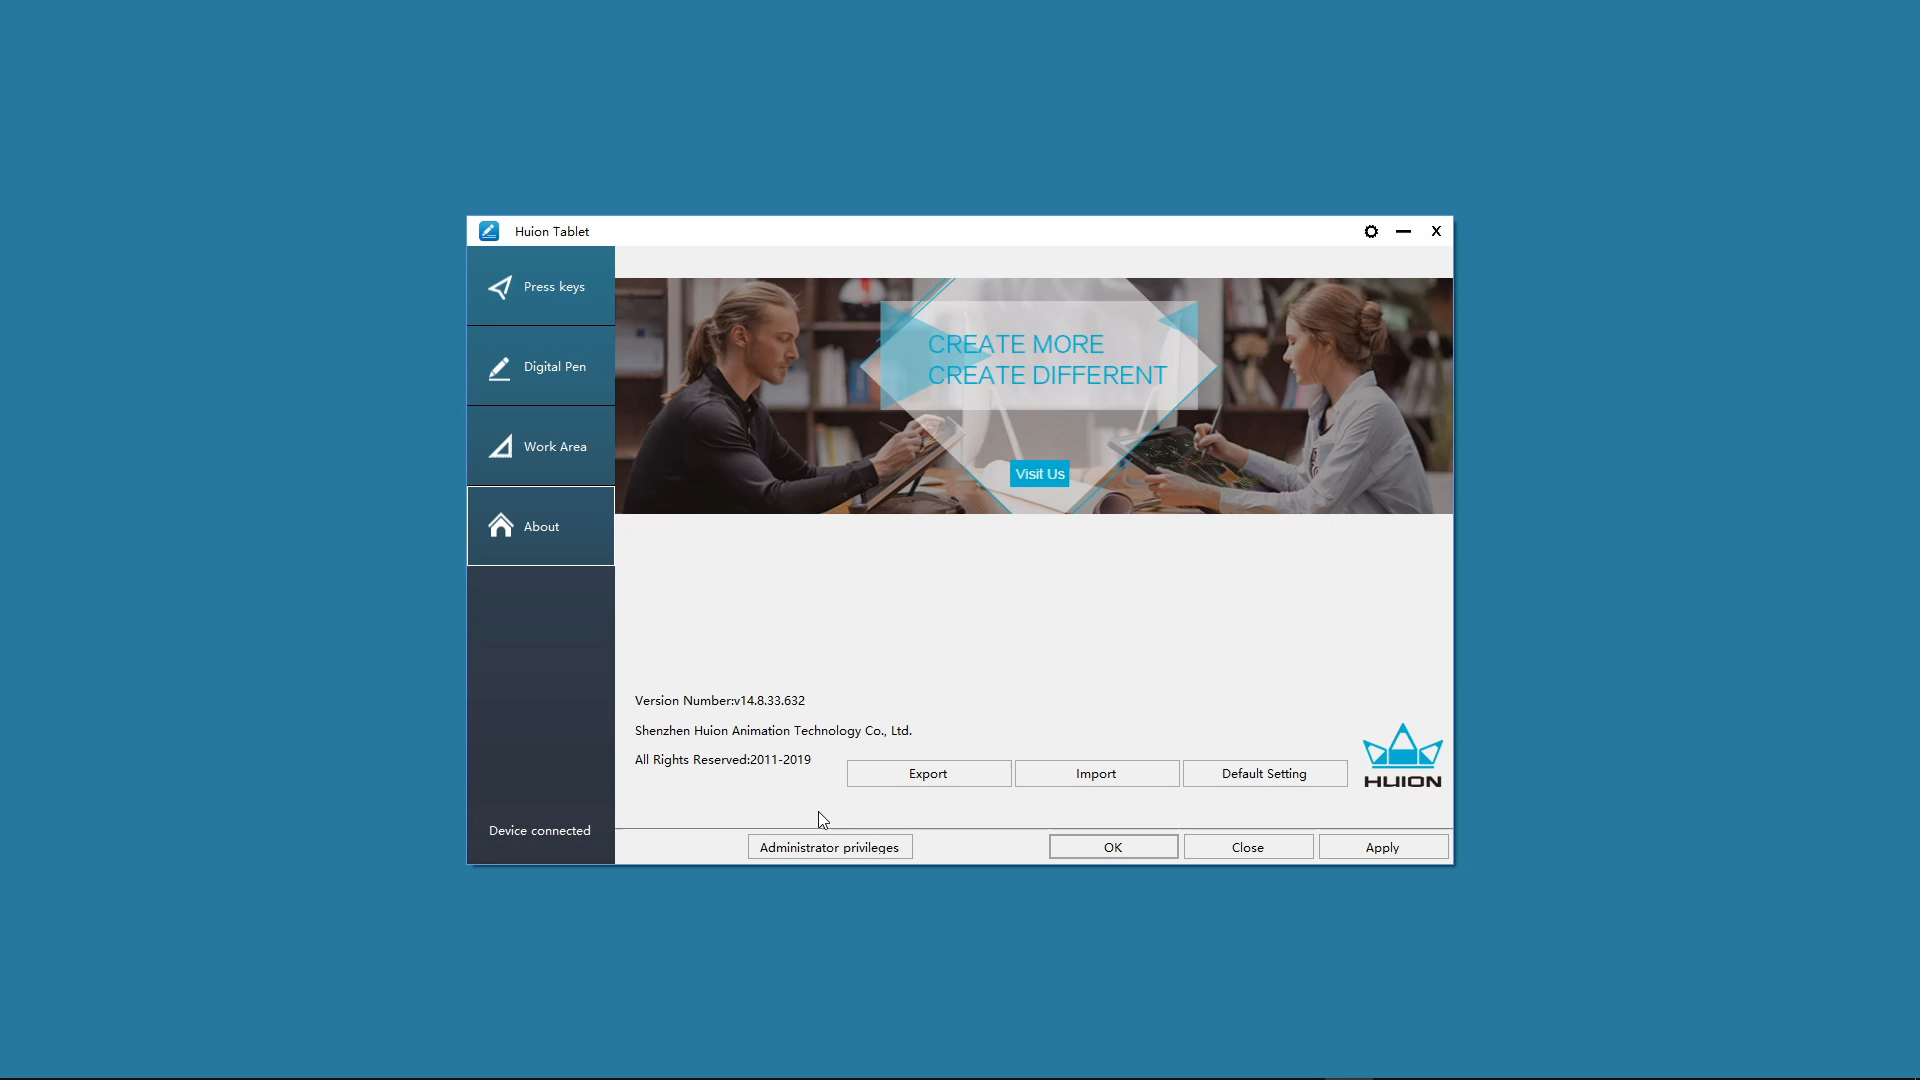 Huion Tablet
X
Press keys
Digital Pen
Work Area
About
CREATE MORE
CREATE DIFFERENT
Visit Us
Version Number:v14.8.33.632
Shenzhen Huion Animation Technology Co., Ltd.
All Rights Reserved:2011-2019
Export
Import
Default Setting
HUION
Device connected
Administrator privileges
OK
Close
Apply